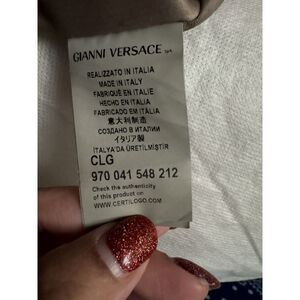 GIANNI VERSACE SpA
REALIZZATO IN ITALIA
MADE IN ITALY
FABRIQUÉ EN ITALIE
HECHO EN ITALIA
FABRICADO EM ITÁLIA
意大利制造
СОЗДАНО В ИТАЛИИ
イタリア製
İTALYA'DA ÜRETİLMİŞTİR
CLG
970 041 548 212
Check the authenticity
of this product on
WWW.CERTILOGO.COM